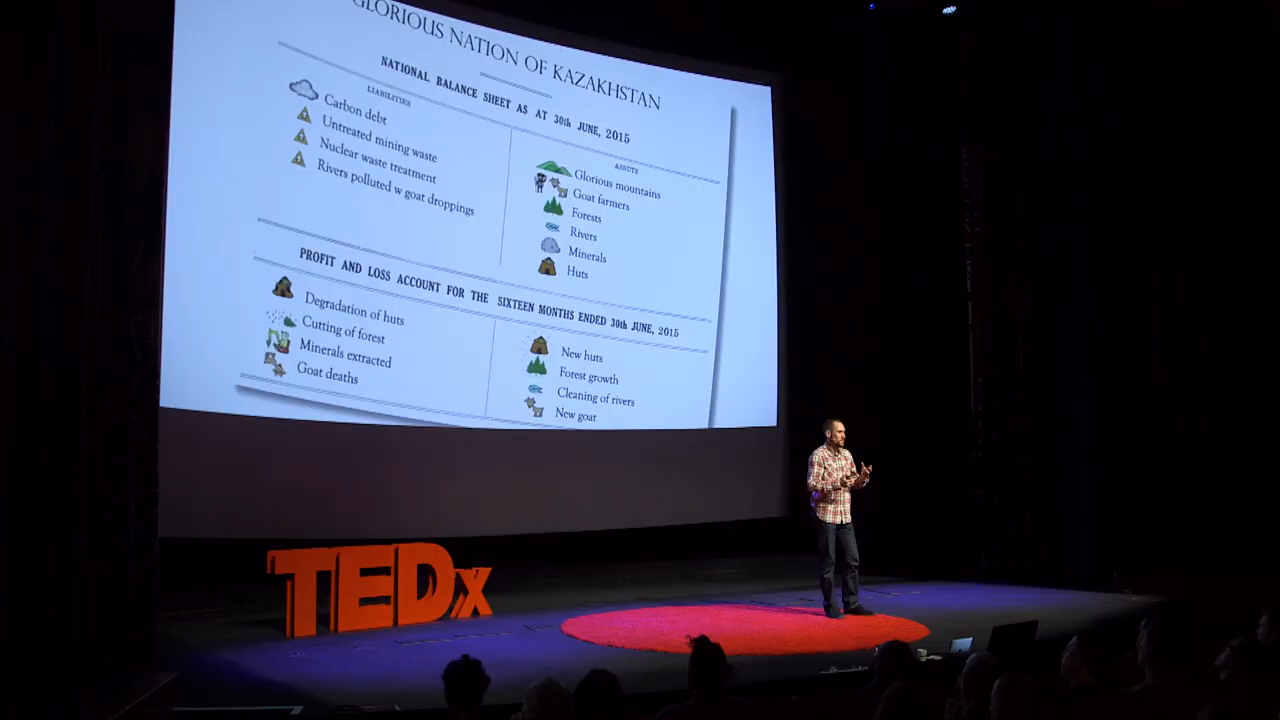 GLORIOUS NATION OF KAZAKHSTAN
NATIONAL BALANCE SHEET AS AT 30th JUNE, 2015
LIABILITIES
Carbon debt
Untreated mining waste
Nuclear waste treatment
Rivers polluted w goat droppings
ASSETS
Glorious mountains
Goat farmers
Forests
Rivers
Minerals
Huts
PROFIT AND LOSS ACCOUNT FOR THE SIXTEEN MONTHS ENDED 30th JUNE, 2015
Degradation of huts
Cutting of forest
Minerals extracted
Goat deaths
New huts
Forest growth
Cleaning of rivers
New goat
TEDx